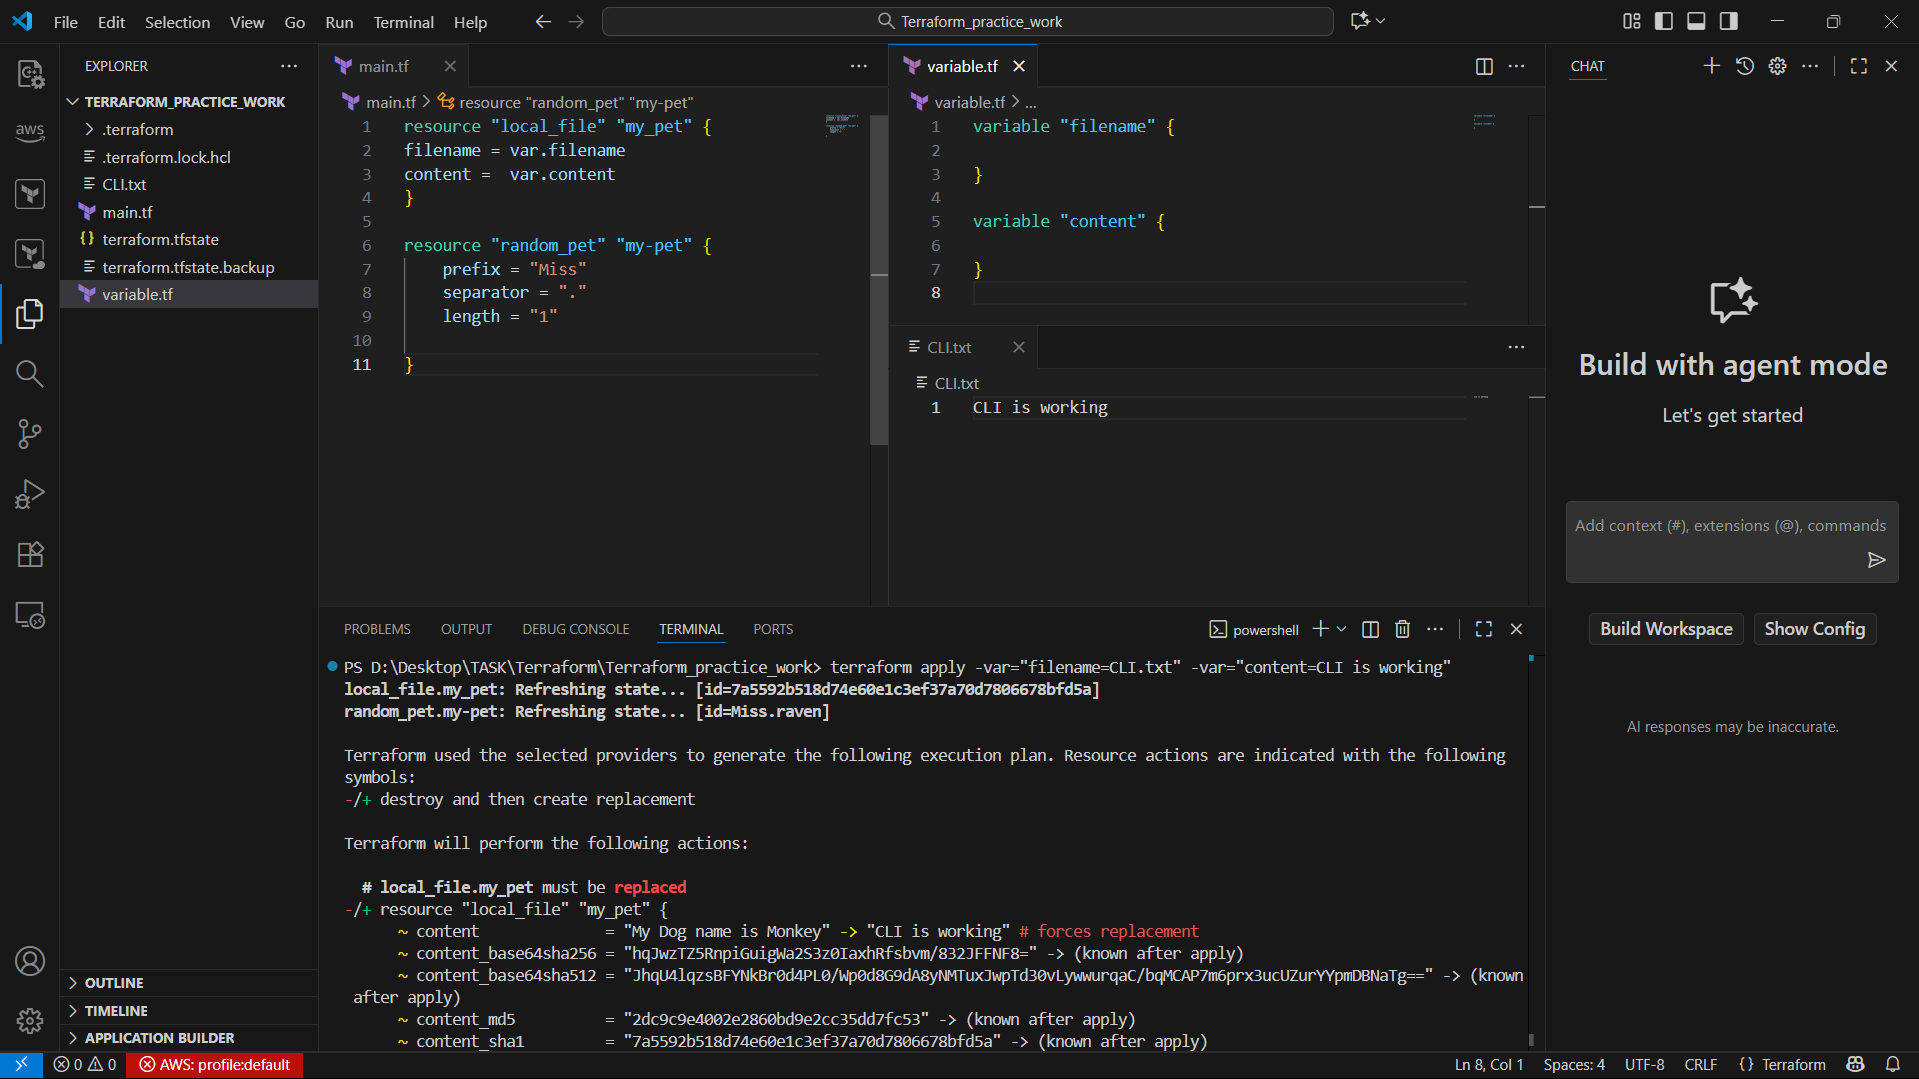 File Edit Selection View Go Run Terminal Help
Terraform_practice_work
EXPLORER
TERRAFORM_PRACTICE_WORK
.terraform
.terraform.lock.hcl
CLI.txt
main.tf
terraform.tfstate
terraform.tfstate.backup
variable.tf
OUTLINE
TIMELINE
APPLICATION BUILDER
aws
main.tf
main.tf > resource "random_pet" "my-pet"
1 resource "local_file" "my_pet" {
2 filename = var.filename
3 content =  var.content
4 }
5
6 resource "random_pet" "my-pet" {
7     prefix = "Miss"
8     separator = "."
9     length = "1"
10
11 }
variable.tf
variable.tf > ...
1 variable "filename" {
2
3 }
4
5 variable "content" {
6
7 }
8
CLI.txt
CLI.txt
1 CLI is working
PROBLEMS OUTPUT DEBUG CONSOLE TERMINAL PORTS
powershell
PS D:\Desktop\TASK\Terraform\Terraform_practice_work> terraform apply -var="filename=CLI.txt" -var="content=CLI is working"
local_file.my_pet: Refreshing state... [id=7a5592b518d74e60e1c3ef37a70d7806678bfd5a]
random_pet.my-pet: Refreshing state... [id=Miss.raven]
Terraform used the selected providers to generate the following execution plan. Resource actions are indicated with the following
symbols:
-/+ destroy and then create replacement
Terraform will perform the following actions:
# local_file.my_pet must be replaced
-/+ resource "local_file" "my_pet" {
~ content = "My Dog name is Monkey" -> "CLI is working" # forces replacement
~ content_base64sha256 = "hqJwzTZ5RnpiGuigWa2S3z0IaxhRfsbvm/832JFFNF8=" -> (known after apply)
~ content_base64sha512 = "JhqU4lqzsBFYNkBr0d4PL0/Wp0d8G9dA8yNMTuxJwpTd30vLywwurqaC/bqMCAP7m6prx3ucUZurYYpmDBNaTg==" -> (known
after apply)
~ content_md5 = "2dc9c9e4002e2860bd9e2cc35dd7fc53" -> (known after apply)
~ content_sha1 = "7a5592b518d74e60e1c3ef37a70d7806678bfd5a" -> (known after apply)
CHAT
Build with agent mode
Let's get started
Add context (#), extensions (@), commands
Build Workspace Show Config
AI responses may be inaccurate.
0 0 AWS: profile:default
Ln 8, Col 1 Spaces: 4 UTF-8 CRLF {} Terraform